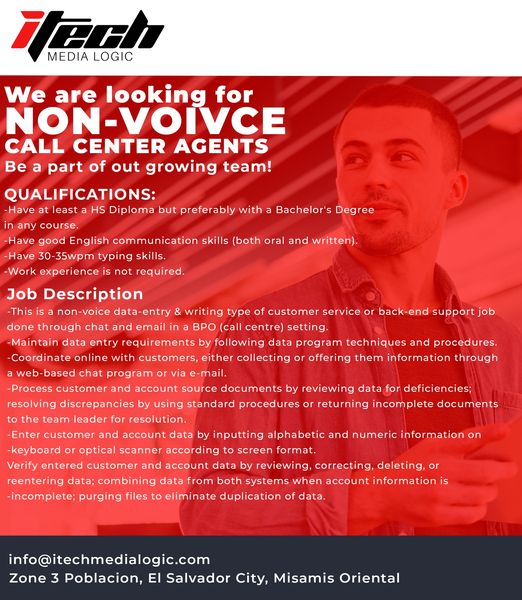 itech
MEDIA LOGIC
We are looking for
NON-VOIVCE
CALL CENTER AGENTS
Be a part of out growing team!
QUALIFICATIONS:
-Have at least a HS Diploma but preferably with a Bachelor's Degree
in any course.
-Have good English communication skills (both oral and written).
-Have 30-35wpm typing skills.
-Work experience is not required.
Job Description
-This is a non-voice data-entry & writing type of customer service or back-end support job
done through chat and email in a BPO (call centre) setting.
-Maintain data entry requirements by following data program techniques and procedures.
-Coordinate online with customers, either collecting or offering them information through
a web-based chat program or via e-mail.
-Process customer and account source documents by reviewing data for deficiencies;
resolving discrepancies by using standard procedures or returning incomplete documents
to the team leader for resolution.
-Enter customer and account data by inputting alphabetic and numeric information on
-keyboard or optical scanner according to screen format.
Verify entered customer and account data by reviewing, correcting, deleting, or
reentering data; combining data from both systems when account information is
-incomplete; purging files to eliminate duplication of data.
info@itechmedialogic.com
Zone 3 Poblacion, El Salvador City, Misamis Oriental